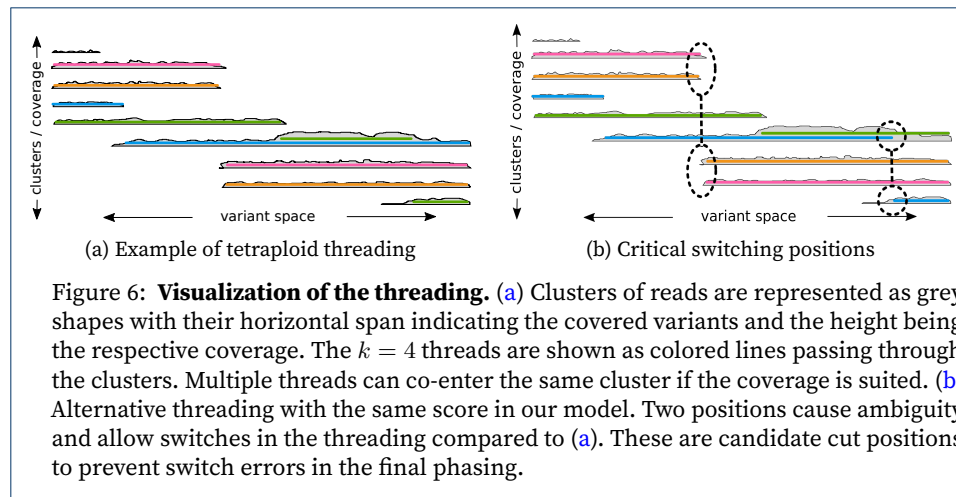 clusters / coverage
variant space
(a) Example of tetraploid threading
clusters / coverage
variant space
(b) Critical switching positions
Figure 6: Visualization of the threading. (a) Clusters of reads are represented as grey
shapes with their horizontal span indicating the covered variants and the height being
the respective coverage. The k = 4 threads are shown as colored lines passing through
the clusters. Multiple threads can co-enter the same cluster if the coverage is suited. (b
Alternative threading with the same score in our model. Two positions cause ambiguity
and allow switches in the threading compared to (a). These are candidate cut positions
to prevent switch errors in the final phasing.